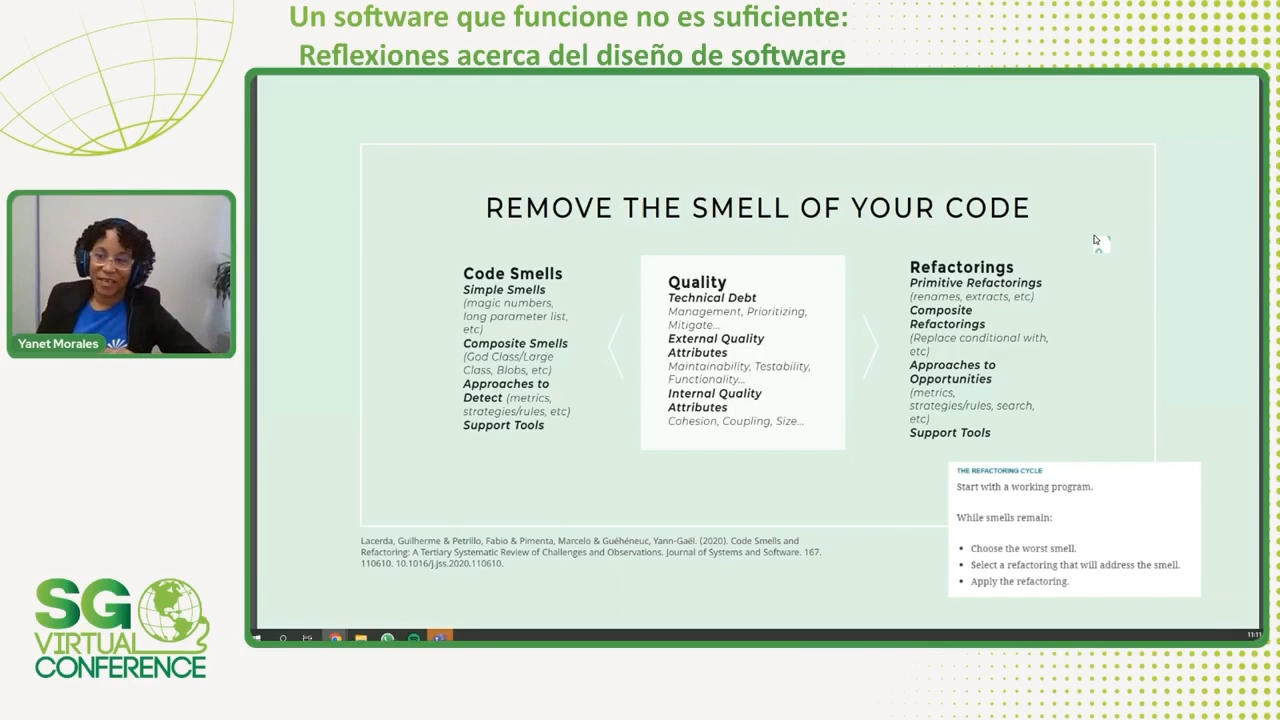 Un software que funcione no es suficiente:
Reflexiones acerca del diseño de software
Yanet Morales
REMOVE THE SMELL OF YOUR CODE
Code Smells
Simple Smells
(magic numbers,
long parameter list,
etc)
Composite Smells
(God Class/Large
Class, Blobs, etc)
Approaches to
Detect (metrics,
strategies/rules, etc)
Support Tools
Quality
Technical Debt
Management, Prioritizing,
Mitigate...
External Quality
Attributes
Maintainability, Testability,
Functionality...
Internal Quality
Attributes
Cohesion, Coupling, Size...
Refactorings
Primitive Refactorings
(renames, extracts, etc)
Composite
Refactorings
(Replace conditional with,
etc)
Approaches to
Opportunities
(metrics,
strategies/rules, search,
etc)
Support Tools
THE REFACTORING CYCLE
Start with a working program.
While smells remain:
• Choose the worst smell.
• Select a refactoring that will address the smell.
• Apply the refactoring.
Lacerda, Guilherme & Petrillo, Fabio & Pimenta, Marcelo & Guéhéneuc, Yann-Gaël. (2020). Code Smells and
Refactoring: A Tertiary Systematic Review of Challenges and Observations. Journal of Systems and Software. 167.
110610. 10.1016/j.jss.2020.110610.
SG
VIRTUAL
CONFERENCE
11:11